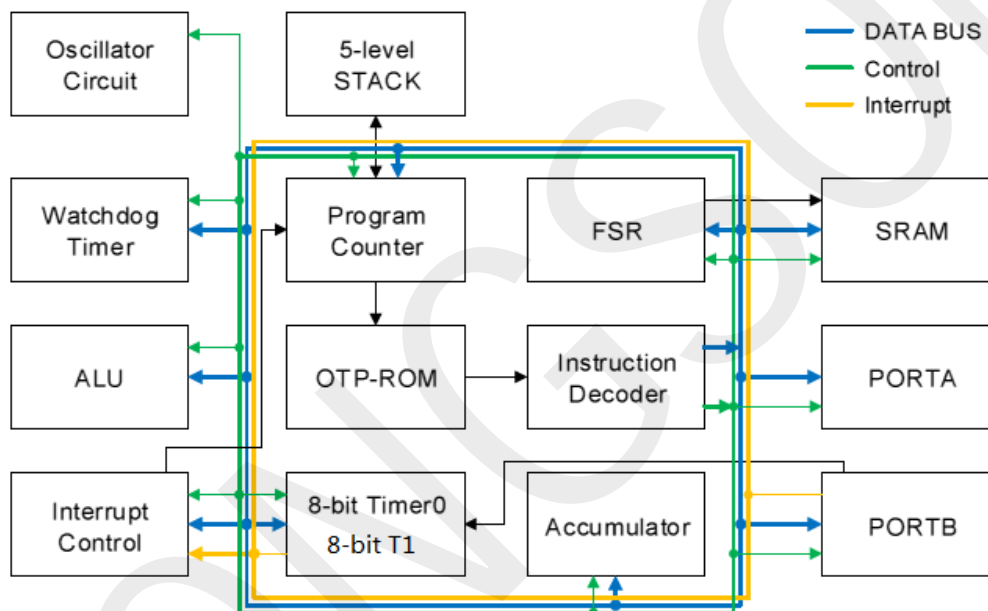 Oscillator
Circuit
5-level
STACK
DATA BUS
Control
Interrupt
Watchdog
Timer
Program
Counter
FSR
SRAM
ALU
OTP-ROM
Instruction
Decoder
PORTA
Interrupt
Control
8-bit Timer0
8-bit T1
Accumulator
PORTB